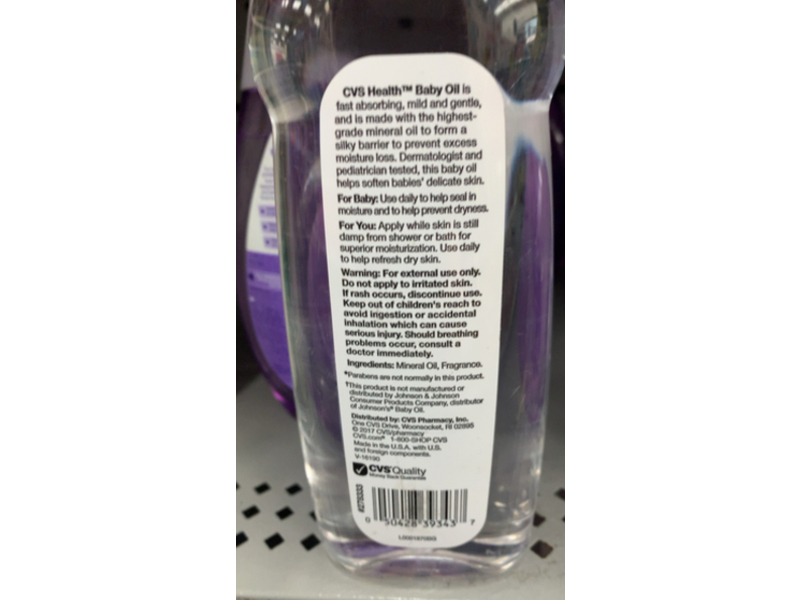 CVS Health™ Baby Oil is
fast absorbing, mild and gentle,
and is made with the highest-
grade mineral oil to form a
silky barrier to prevent excess
moisture loss. Dermatologist and
pediatrician tested, this baby oil
helps soften babies' delicate skin.
For Baby: Use daily to help seal in
moisture and to help prevent dryness.
For You: Apply while skin is still
damp from shower or bath for
superior moisturization. Use daily
to help refresh dry skin.
Warning: For external use only.
Do not apply to irritated skin.
If rash occurs, discontinue use.
Keep out of children's reach to
avoid ingestion or accidental
inhalation which can cause
serious injury. Should breathing
problems occur, consult a
doctor immediately.
Ingredients: Mineral Oil, Fragrance.
*Parabens are not normally in this product.
†This product is not manufactured or
distributed by Johnson & Johnson
Consumer Products Company, distributor
of Johnson's® Baby Oil.
Distributed by: CVS Pharmacy, Inc.
One CVS Drive, Woonsocket, RI 02895
© 2017 CVS/pharmacy
CVS.com® 1-800-SHOP CVS
Made in the U.S.A. with U.S.
and foreign components.
V-16190
CVS Quality
Money Back Guarantee
0 50428 39343 7